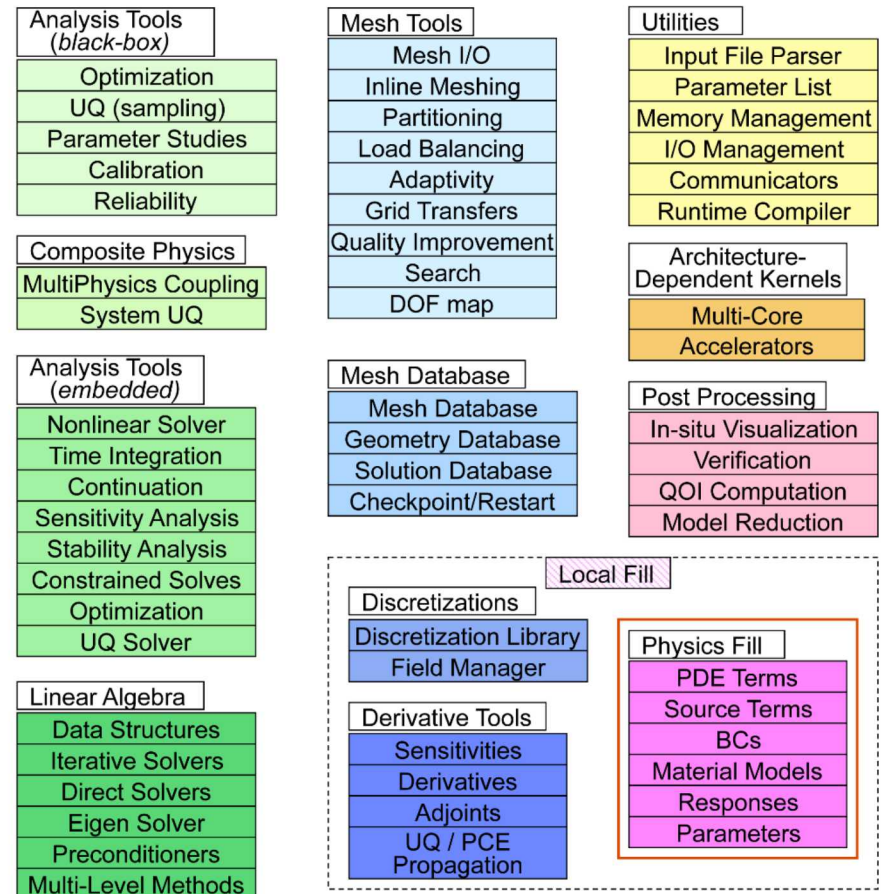 Analysis Tools
(black-box)
Optimization
UQ (sampling)
Parameter Studies
Calibration
Reliability
Composite Physics
MultiPhysics Coupling
System UQ
Analysis Tools
(embedded)
Nonlinear Solver
Time Integration
Continuation
Sensitivity Analysis
Stability Analysis
Constrained Solves
Optimization
UQ Solver
Linear Algebra
Data Structures
Iterative Solvers
Direct Solvers
Eigen Solver
Preconditioners
Multi-Level Methods
Mesh Tools
Mesh I/O
Inline Meshing
Partitioning
Load Balancing
Adaptivity
Grid Transfers
Quality Improvement
Search
DOF map
Mesh Database
Mesh Database
Geometry Database
Solution Database
Checkpoint/Restart
Utilities
Input File Parser
Parameter List
Memory Management
I/O Management
Communicators
Runtime Compiler
Architecture-
Dependent Kernels
Multi-Core
Accelerators
Post Processing
In-situ Visualization
Verification
QOI Computation
Model Reduction
Local Fill
Discretizations
Discretization Library
Field Manager
Derivative Tools
Sensitivities
Derivatives
Adjoints
UQ / PCE
Propagation
Physics Fill
PDE Terms
Source Terms
BCs
Material Models
Responses
Parameters